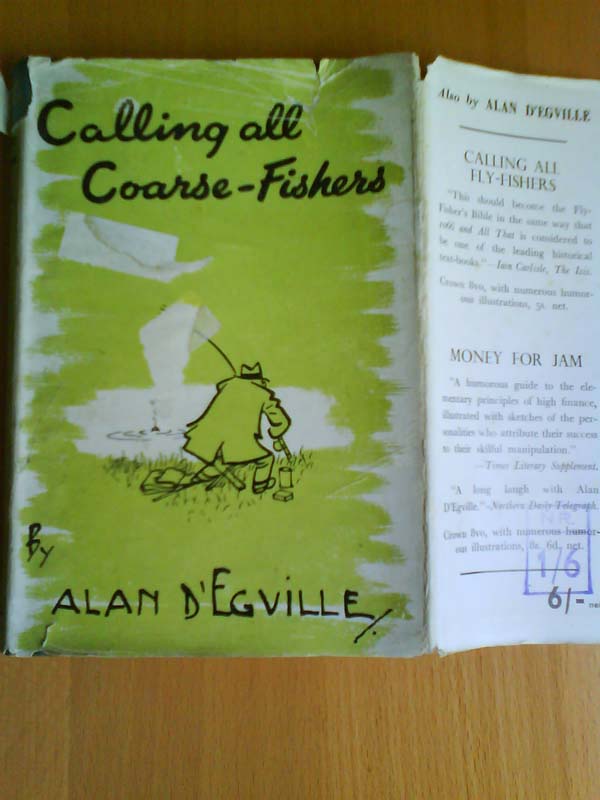 Calling all
Coarse-Fishers
By
ALAN D'EGVILLE
Also by ALAN D'EGVILLE
CALLING ALL
FLY-FISHERS
"This should become the Fly-
Fisher's Bible in the same way that
1066 and All That is considered to
be one of the leading historical
text-books."—Iain Carlisle, The Isis.
Crown 8vo, with numerous humor-
ous illustrations, 5s. net.
MONEY FOR JAM
"A humorous guide to the ele-
mentary principles of high finance,
illustrated with sketches of the per-
sonalities who attribute their success
to their skilful manipulation."
—Times Literary Supplement.
"A long laugh with Alan
D'Egville."—Northern Daily Telegraph.
Crown 8vo, with numerous humor-
ous illustrations, 8s. 6d. net.
NR.
1/6
6/-